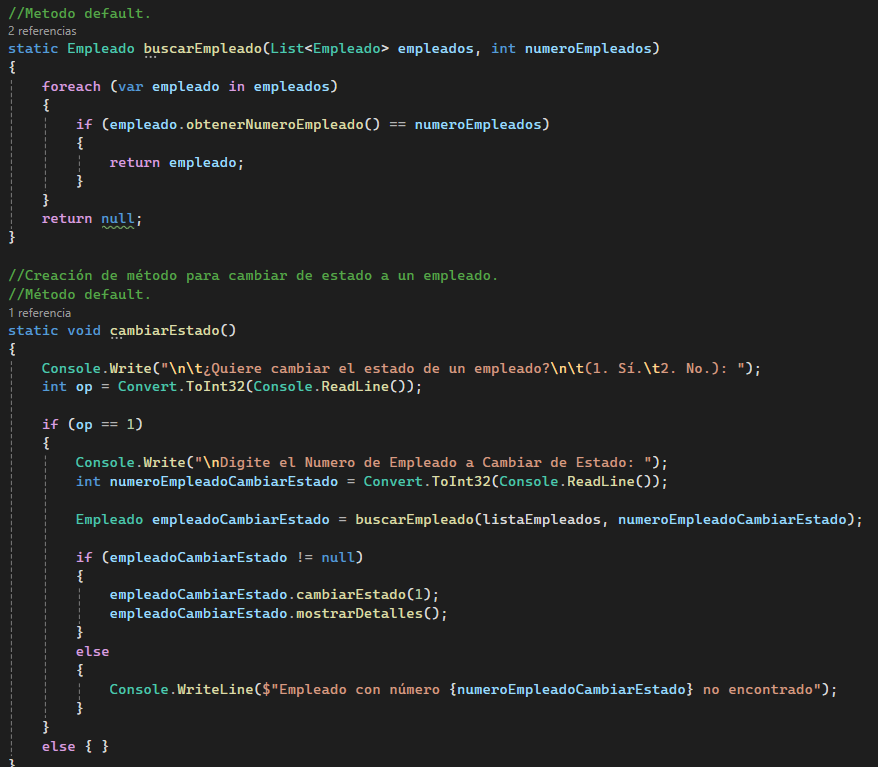 //Metodo default.
2 referencias
static Empleado buscarEmpleado(List<Empleado> empleados, int numeroEmpleados)
{
    foreach (var empleado in empleados)
    {
        if (empleado.obtenerNumeroEmpleado() == numeroEmpleados)
        {
            return empleado;
        }
    }
    return null;
}

//Creación de método para cambiar de estado a un empleado.
//Método default.
1 referencia
static void cambiarEstado()
{
    Console.Write("\n\t¿Quiere cambiar el estado de un empleado?\n\t(1. Sí.\t2. No.): ");
    int op = Convert.ToInt32(Console.ReadLine());

    if (op == 1)
    {
        Console.Write("\nDigite el Numero de Empleado a Cambiar de Estado: ");
        int numeroEmpleadoCambiarEstado = Convert.ToInt32(Console.ReadLine());

        Empleado empleadoCambiarEstado = buscarEmpleado(listaEmpleados, numeroEmpleadoCambiarEstado);

        if (empleadoCambiarEstado != null)
        {
            empleadoCambiarEstado.cambiarEstado(1);
            empleadoCambiarEstado.mostrarDetalles();
        }
        else
        {
            Console.WriteLine($"Empleado con número {numeroEmpleadoCambiarEstado} no encontrado");
        }
    }
    else { }
}